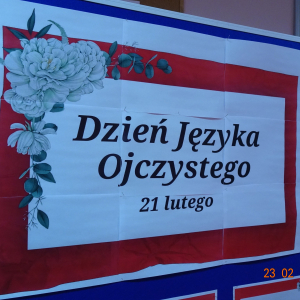 Dzień Języka
Ojczystego
21 lutego
23 02